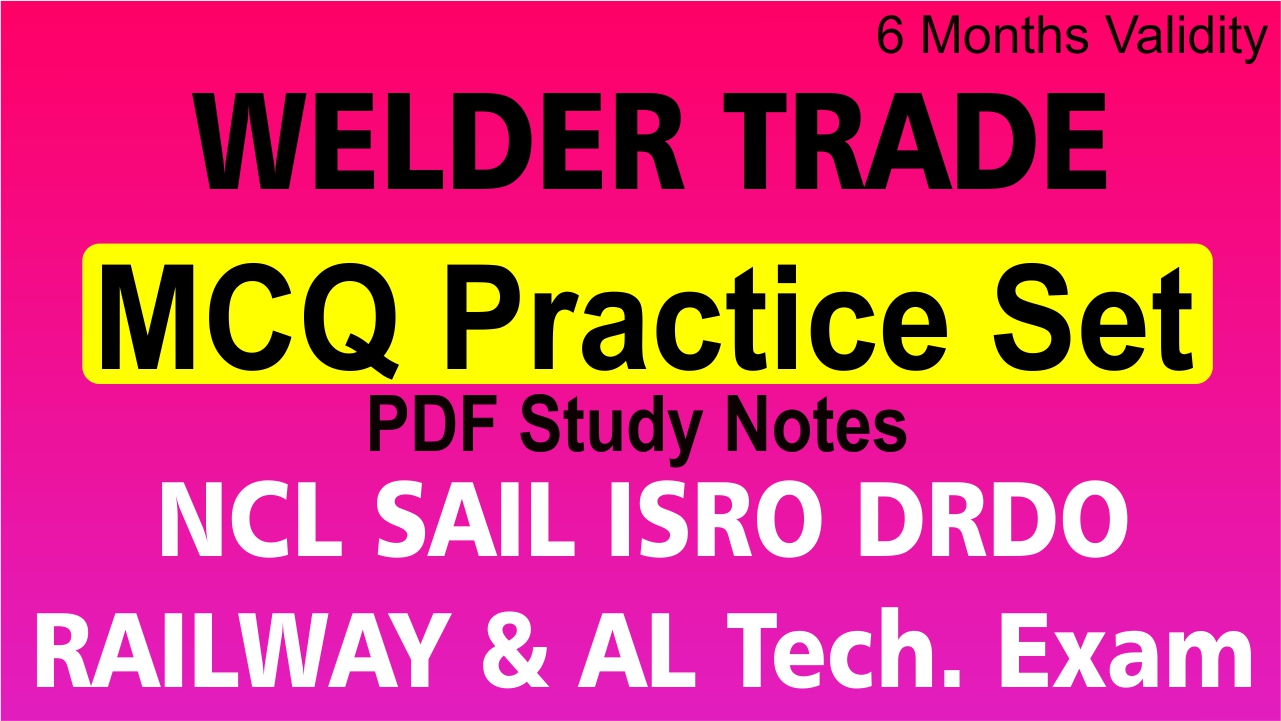 6 Months Validity
WELDER TRADE
MCQ Practice Set
PDF Study Notes
NCL SAIL ISRO DRDO
RAILWAY & AL Tech. Exam